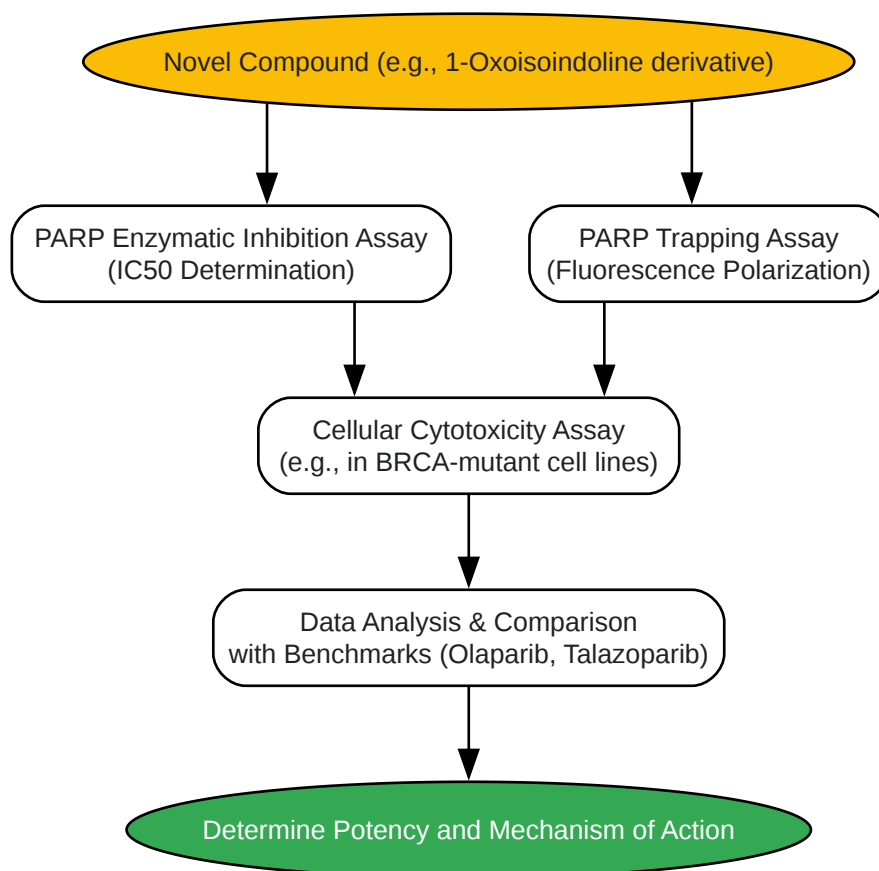 Novel Compound (e.g., 1-Oxoisoindoline derivative)
PARP Enzymatic Inhibition Assay
(IC50 Determination)
PARP Trapping Assay
(Fluorescence Polarization)
Cellular Cytotoxicity Assay
(e.g., in BRCA-mutant cell lines)
Data Analysis & Comparison
with Benchmarks (Olaparib, Talazoparib)
Determine Potency and Mechanism of Action